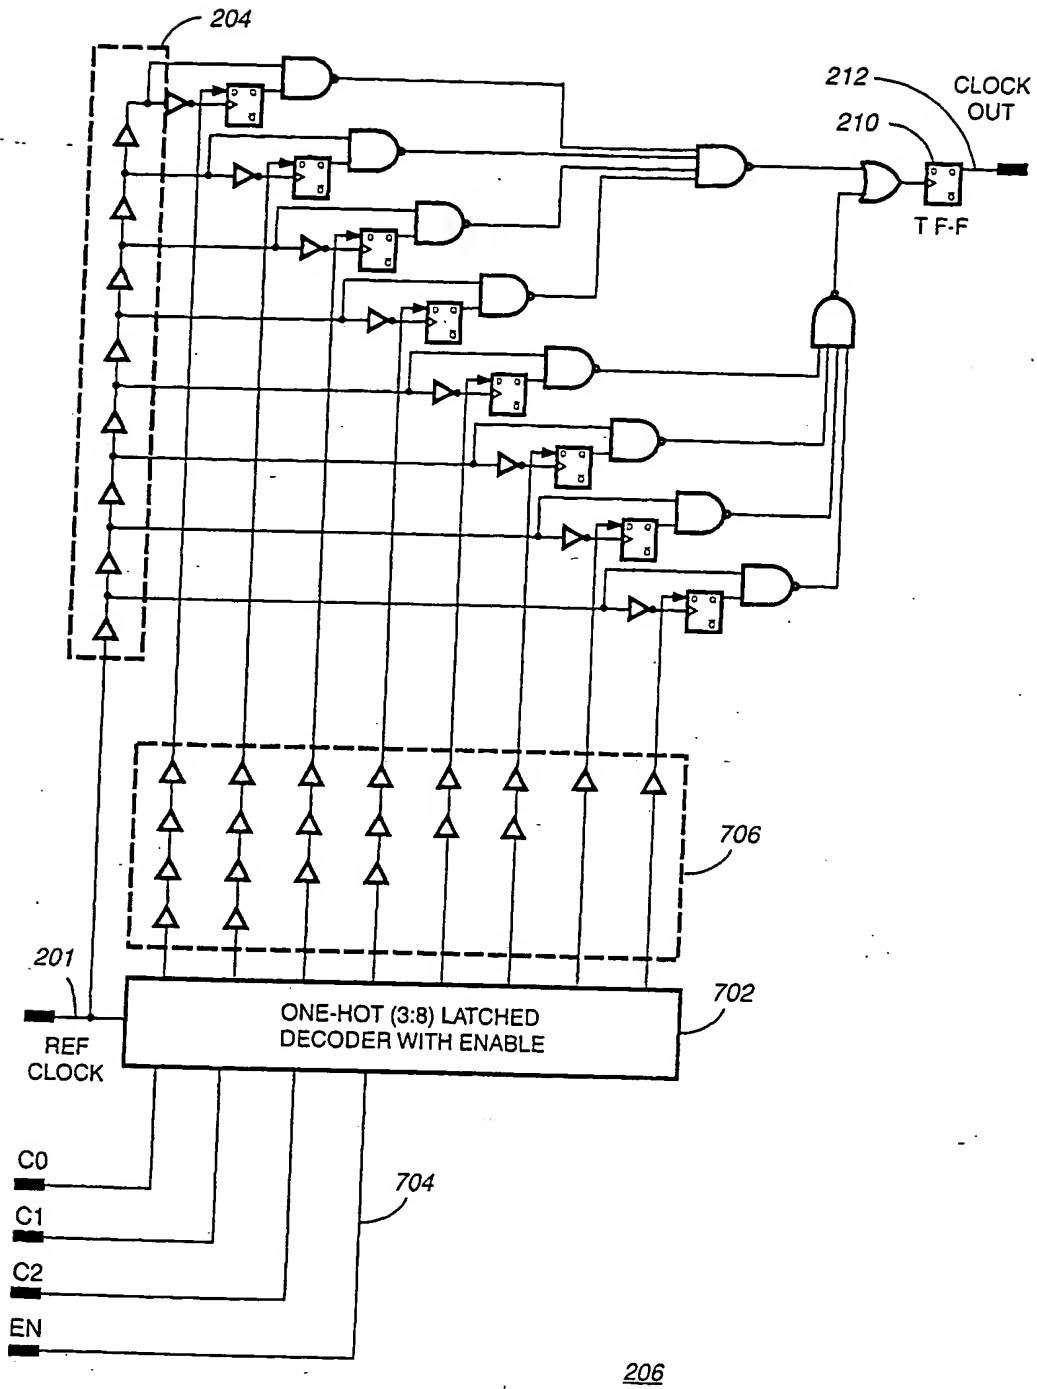 204
212
CLOCK
OUT
210
T F-F
706
201
702
ONE-HOT (3:8) LATCHED
DECODER WITH ENABLE
REF
CLOCK
C0
704
C1
C2
EN
206